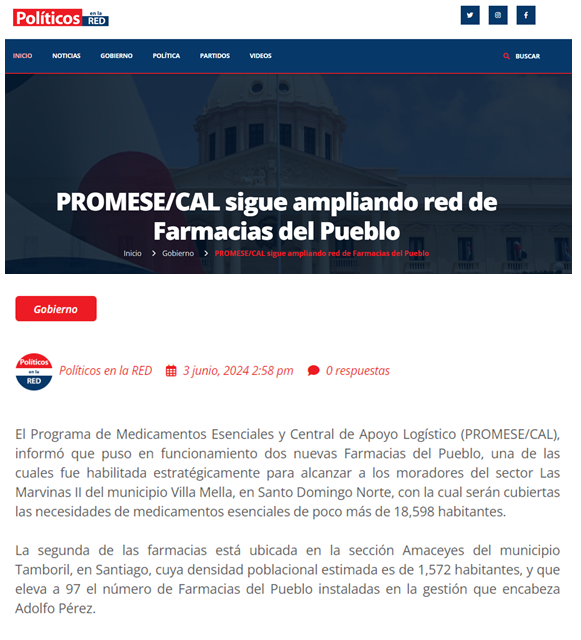 Políticos en la RED
INICIO NOTICIAS GOBIERNO POLÍTICA PARTIDOS VIDEOS BUSCAR
PROMESE/CAL sigue ampliando red de
Farmacias del Pueblo
Inicio > Gobierno > PROMESE/CAL sigue ampliando red de Farmacias del Pueblo
Gobierno
Políticos en la RED
Políticos en la RED 3 junio, 2024 2:58 pm 0 respuestas
El Programa de Medicamentos Esenciales y Central de Apoyo Logístico (PROMESE/CAL),
informó que puso en funcionamiento dos nuevas Farmacias del Pueblo, una de las
cuales fue habilitada estratégicamente para alcanzar a los moradores del sector Las
Marvinas II del municipio Villa Mella, en Santo Domingo Norte, con la cual serán cubiertas
las necesidades de medicamentos esenciales de poco más de 18,598 habitantes.
La segunda de las farmacias está ubicada en la sección Amaceyes del municipio
Tamboril, en Santiago, cuya densidad poblacional estimada es de 1,572 habitantes, y que
eleva a 97 el número de Farmacias del Pueblo instaladas en la gestión que encabeza
Adolfo Pérez.